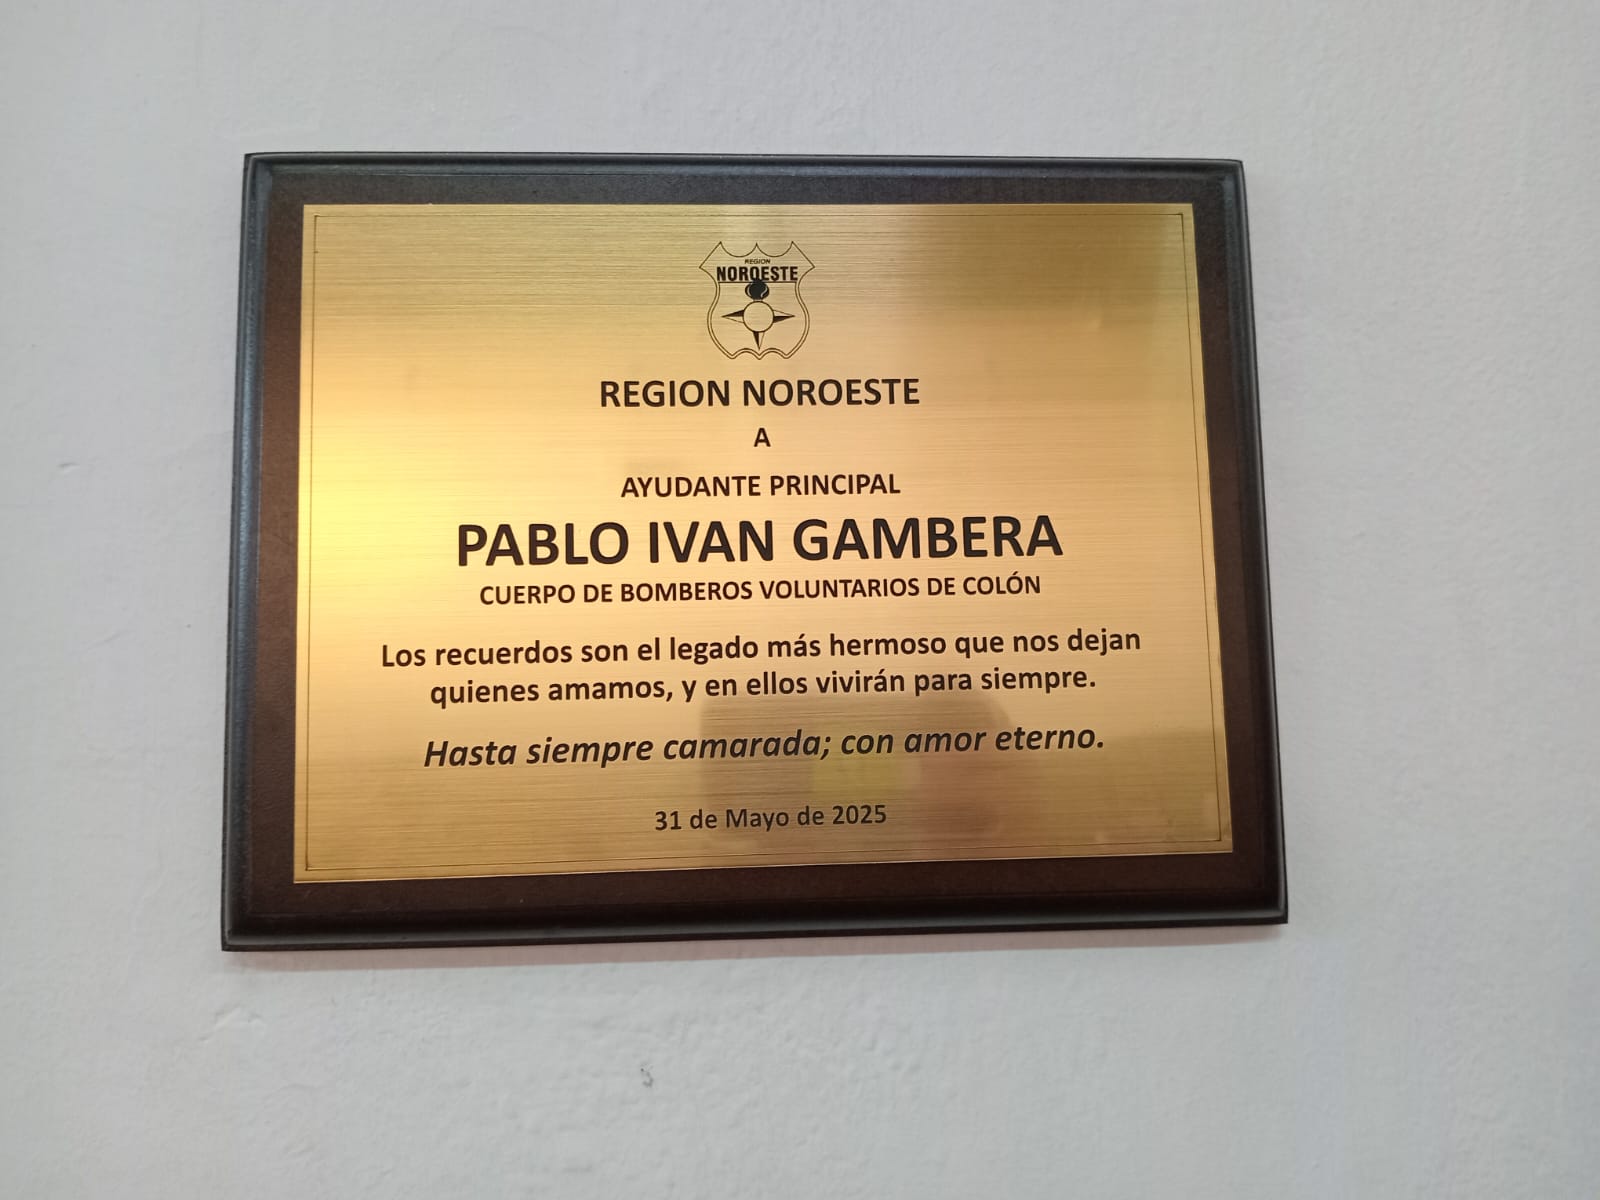 REGION
NOROESTE
REGION NOROESTE
A
AYUDANTE PRINCIPAL
PABLO IVAN GAMBERA
CUERPO DE BOMBEROS VOLUNTARIOS DE COLÓN
Los recuerdos son el legado más hermoso que nos dejan
quienes amamos, y en ellos vivirán para siempre.
Hasta siempre camarada; con amor eterno.
31 de Mayo de 2025